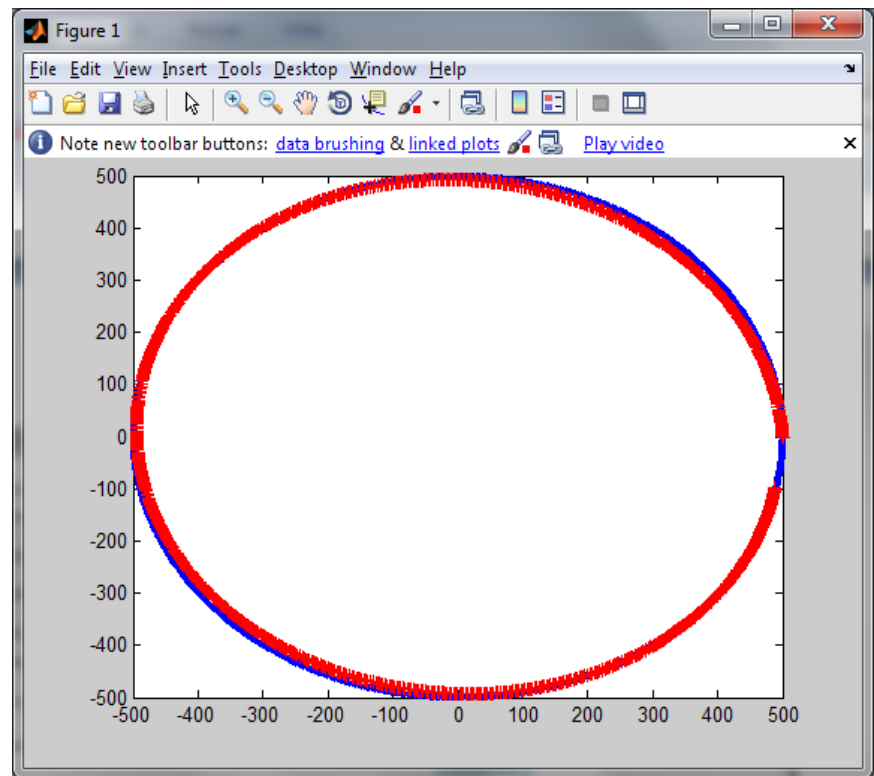 Figure 1
File Edit View Insert Tools Desktop Window Help
Note new toolbar buttons: data brushing & linked plots Play video
500
400
300
200
100
0
-100
-200
-300
-400
-500
-500 -400 -300 -200 -100 0 100 200 300 400 500